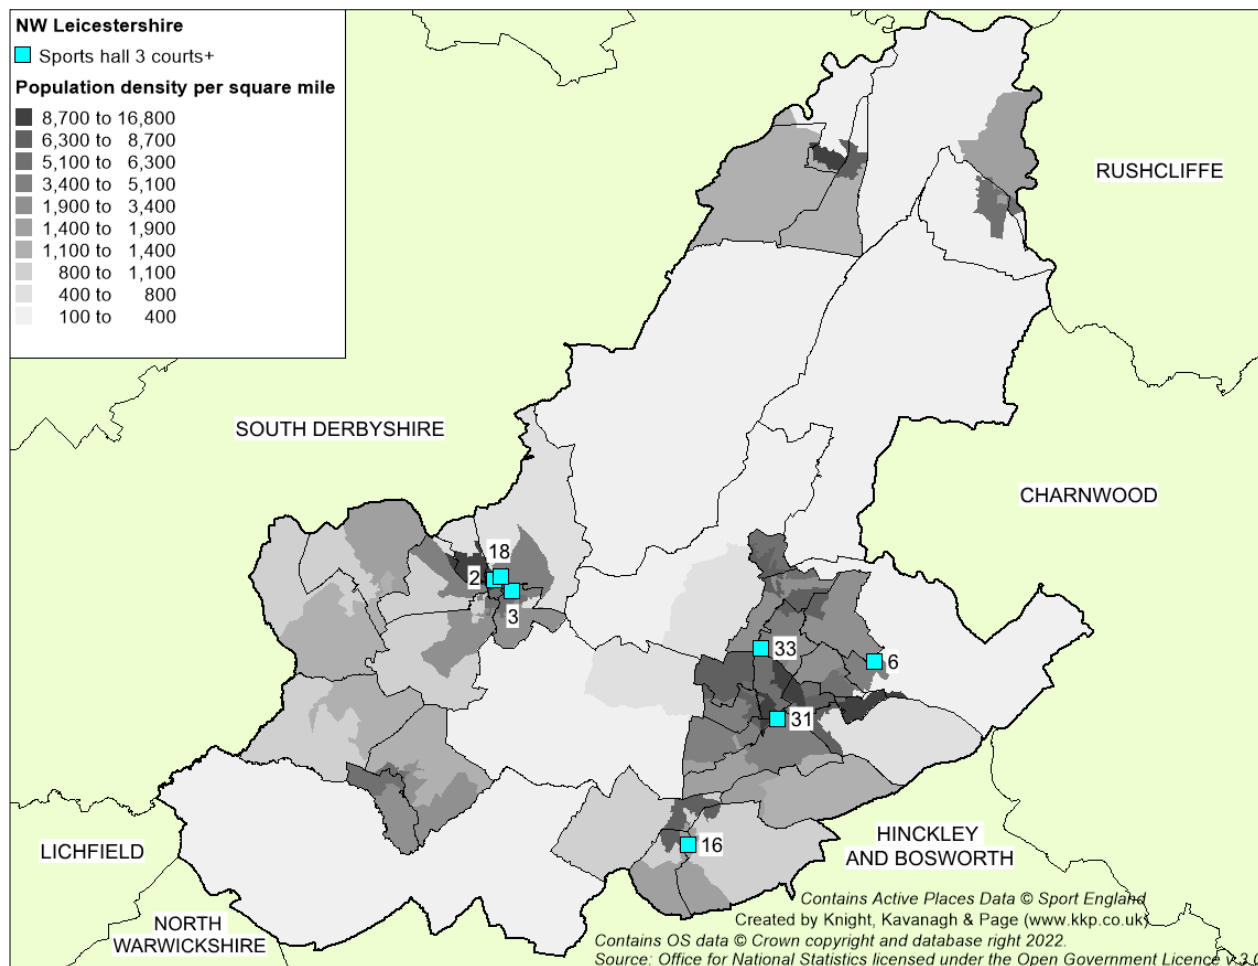 NW Leicestershire
Sports hall 3 courts+
Population density per square mile
8,700 to 16,800
6,300 to 8,700
5,100 to 6,300
3,400 to 5,100
1,900 to 3,400
1,400 to 1,900
1,100 to 1,400
800 to 1,100
400 to 800
100 to 400
RUSHCLIFFE
SOUTH DERBYSHIRE
CHARNWOOD
18
2
3
33
6
31
16
LICHFIELD
HINCKLEY
AND BOSWORTH
NORTH
WARWICKSHIRE
Contains Active Places Data © Sport England
Created by Knight, Kavanagh & Page (www.kkp.co.uk)
Contains OS data © Crown copyright and database right 2022.
Source: Office for National Statistics licensed under the Open Government Licence v.3.0